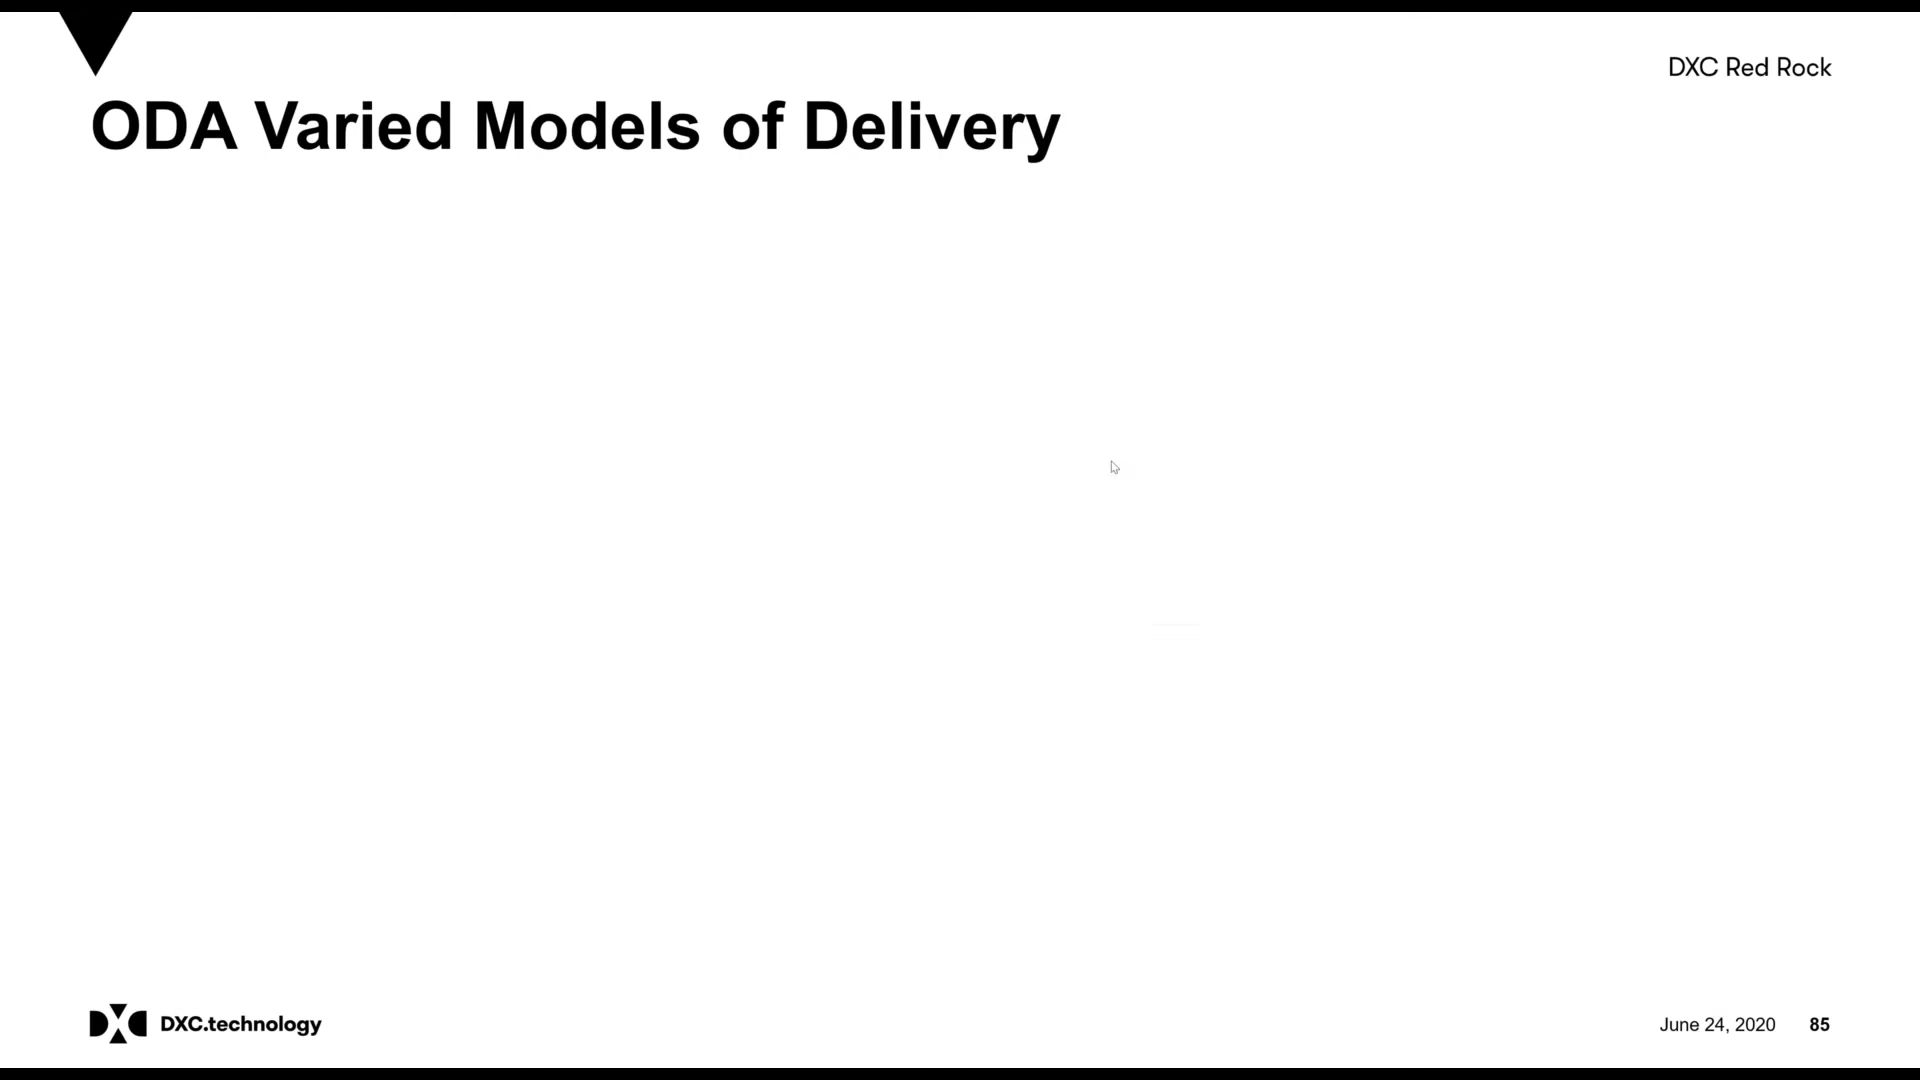 DXC Red Rock
ODA Varied Models of Delivery
DXC.technology
June 24, 2020 85